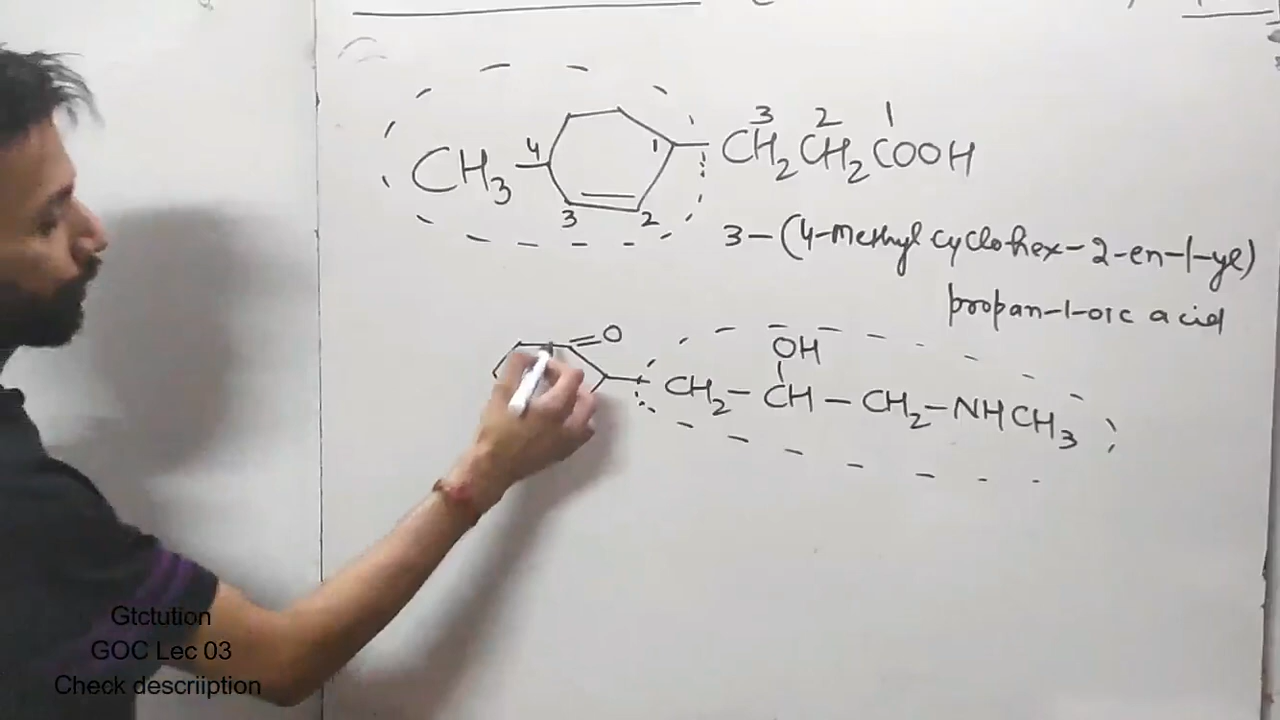 3 2 1
CH3 4 1 CH2CH2COOH
3 2
3-(4-Methyl cyclohex-2-en-1-yl)
propan-1-oic acid
O
OH
CH2-CH-CH2-NHCH3
Gtctution
GOC Lec 03
Check descriiption